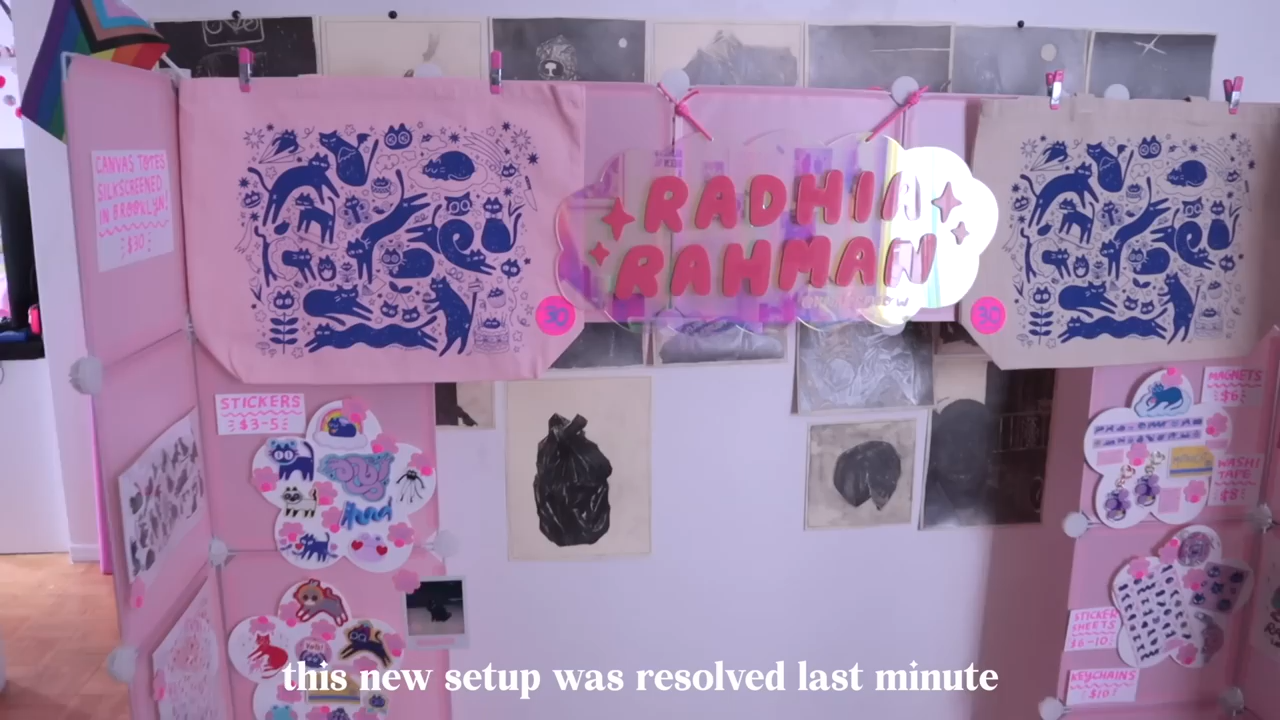 CANVAS TOTES
SILKSCREENED
IN BROOKLYN!
$30
RADHIA
RAHMAN
30
30
STICKERS
$3-5
MAGNETS
$6
WASHI
TAPE
$8
STICKER
SHEETS
$6-10
KEYCHAINS
$10
this new setup was resolved last minute